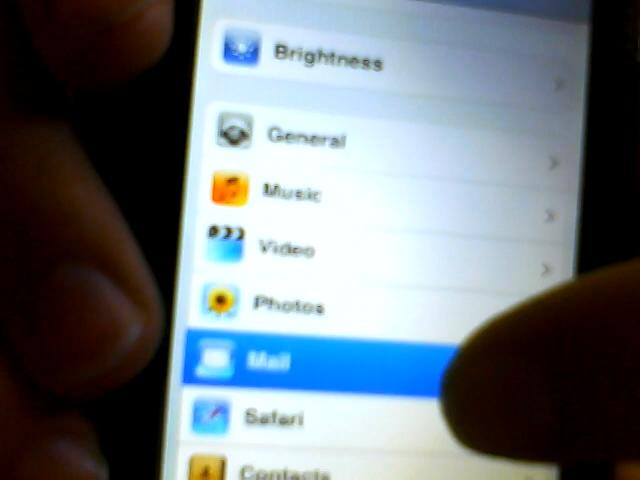 Brightness
General
Music
Video
Photos
Mail
Safari
Contacts